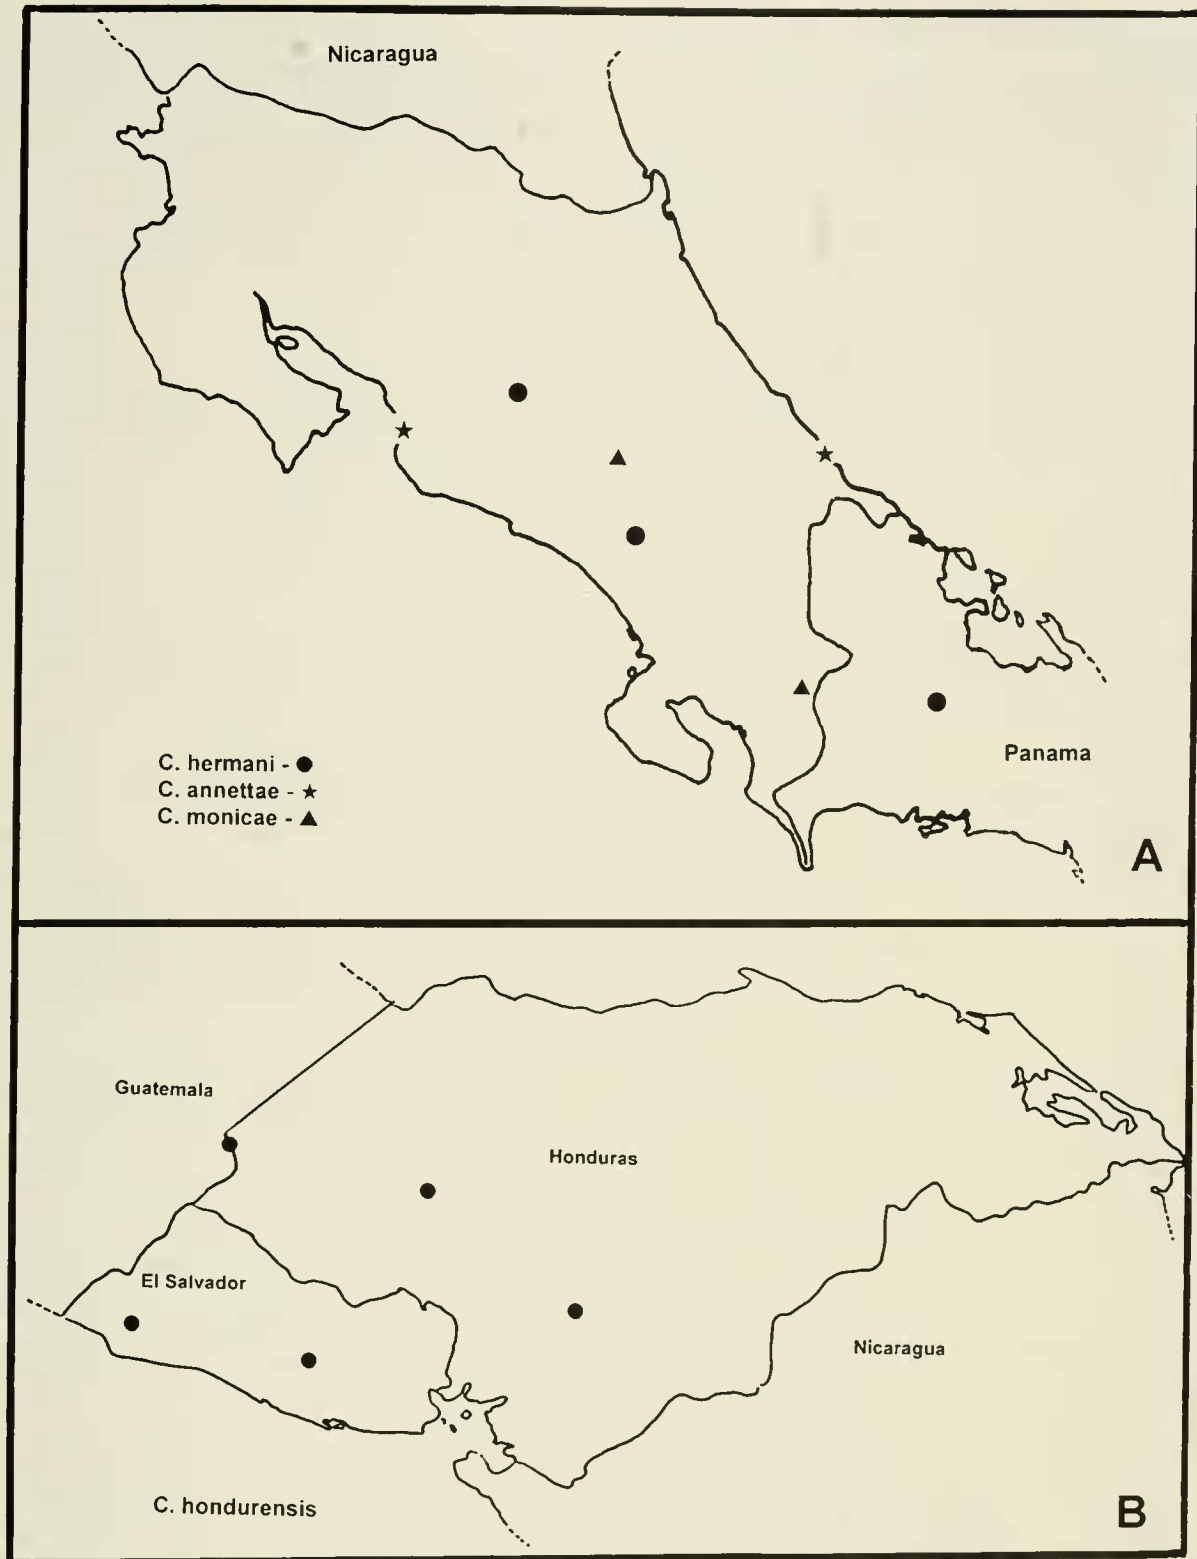 Nicaragua
C. hermani - ●
C. annettae - ★
C. monicae - ▲
Panama
A
Guatemala
Honduras
El Salvador
Nicaragua
C. hondurensis
B